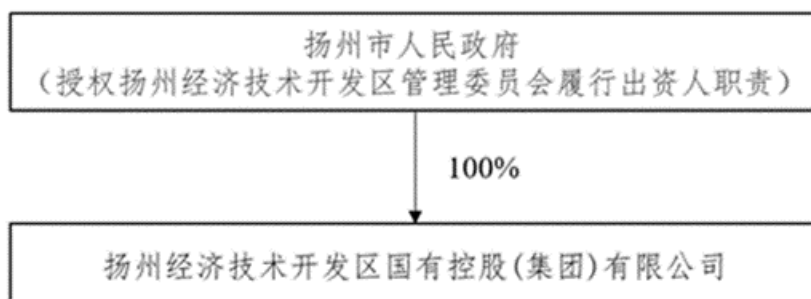 扬州市人民政府
（授权扬州经济技术开发区管理委员会履行出资人职责）
100%
扬州经济技术开发区国有控股(集团)有限公司